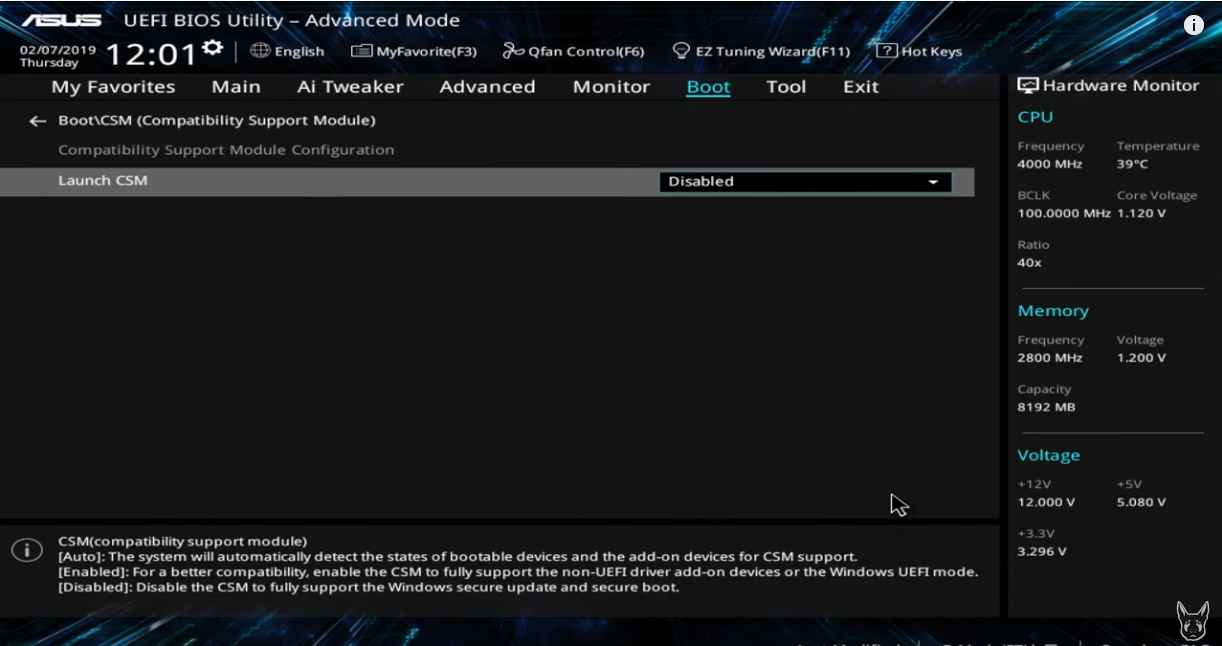 ASUS UEFI BIOS Utility – Advanced Mode
02/07/2019 Thursday 12:01 English MyFavorite(F3) Qfan Control(F6) EZ Tuning Wizard(F11) ? Hot Keys
My Favorites Main Ai Tweaker Advanced Monitor Boot Tool Exit
← Boot\CSM (Compatibility Support Module)
Compatibility Support Module Configuration
Launch CSM Disabled
CSM(compatibility support module)
[Auto]: The system will automatically detect the states of bootable devices and the add-on devices for CSM support.
[Enabled]: For a better compatibility, enable the CSM to fully support the non-UEFI driver add-on devices or the Windows UEFI mode.
[Disabled]: Disable the CSM to fully support the Windows secure update and secure boot.
Hardware Monitor
CPU
Frequency Temperature
4000 MHz 39°C
BCLK Core Voltage
100.0000 MHz 1.120 V
Ratio
40x
Memory
Frequency Voltage
2800 MHz 1.200 V
Capacity
8192 MB
Voltage
+12V +5V
12.000 V 5.080 V
+3.3V
3.296 V